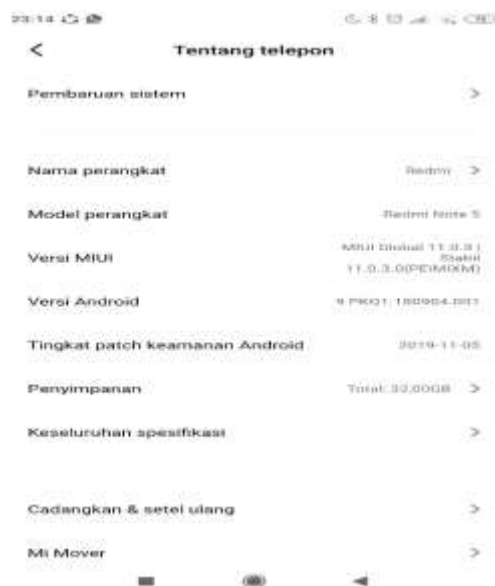 23:14
Tentang telepon
Pembaruan sistem
Nama perangkat
Redmi
Model perangkat
Redmi Note 5
Versi MIUI
MIUI Global 11.0.3 |
Stabil
11.0.3.0(PEIMIXM)
Versi Android
9 PKQ1.180904.001
Tingkat patch keamanan Android
2019-11-05
Penyimpanan
Total: 32,00GB
Keseluruhan spesifikasi
Cadangkan & setel ulang
Mi Mover